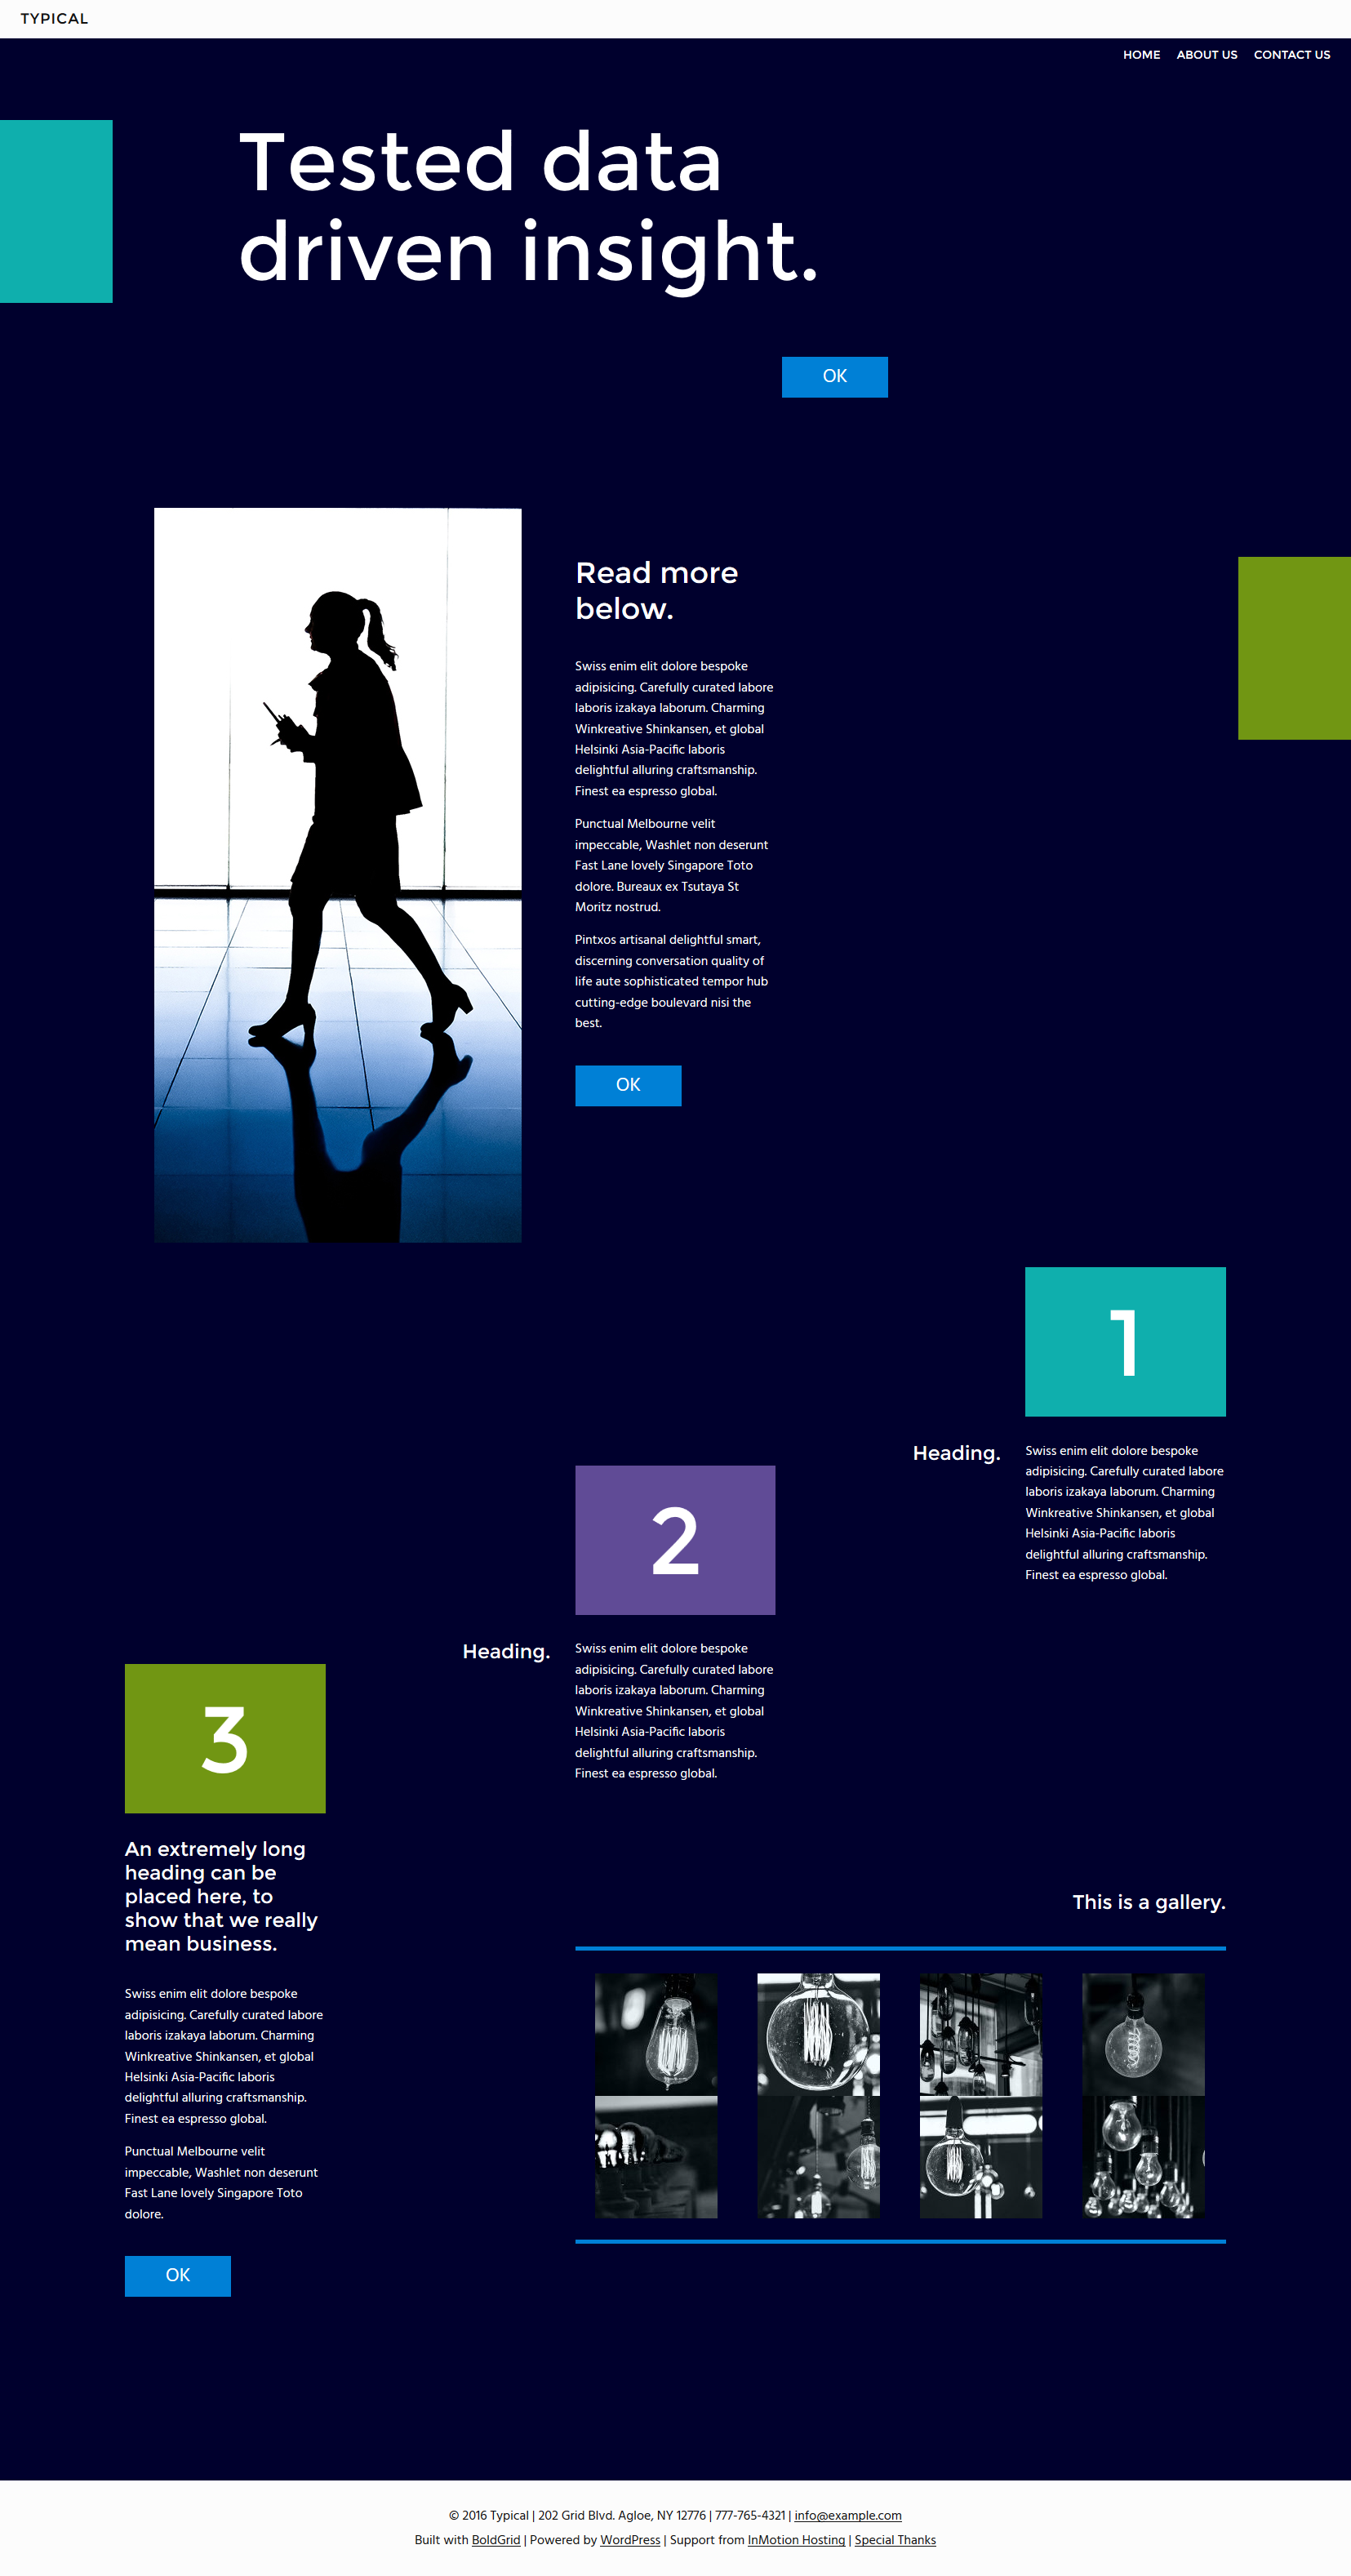 TYPICAL
HOME ABOUT US CONTACT US
Tested data
driven insight.
OK
Read more
below.
Swiss enim elit dolore bespoke
adipisicing. Carefully curated labore
laboris izakaya laborum. Charming
Winkreative Shinkansen, et global
Helsinki Asia-Pacific laboris
delightful alluring craftsmanship.
Finest ea espresso global.
Punctual Melbourne velit
impeccable, Washlet non deserunt
Fast Lane lovely Singapore Toto
dolore. Bureaux ex Tsutaya St
Moritz nostrud.
Pintxos artisanal delightful smart,
discerning conversation quality of
life aute sophisticated tempor hub
cutting-edge boulevard nisi the
best.
OK
1
Heading.
Swiss enim elit dolore bespoke
adipisicing. Carefully curated labore
laboris izakaya laborum. Charming
Winkreative Shinkansen, et global
Helsinki Asia-Pacific laboris
delightful alluring craftsmanship.
Finest ea espresso global.
2
Heading.
Swiss enim elit dolore bespoke
adipisicing. Carefully curated labore
laboris izakaya laborum. Charming
Winkreative Shinkansen, et global
Helsinki Asia-Pacific laboris
delightful alluring craftsmanship.
Finest ea espresso global.
3
An extremely long
heading can be
placed here, to
show that we really
mean business.
Swiss enim elit dolore bespoke
adipisicing. Carefully curated labore
laboris izakaya laborum. Charming
Winkreative Shinkansen, et global
Helsinki Asia-Pacific laboris
delightful alluring craftsmanship.
Finest ea espresso global.
Punctual Melbourne velit
impeccable, Washlet non deserunt
Fast Lane lovely Singapore Toto
dolore.
OK
This is a gallery.
© 2016 Typical | 202 Grid Blvd. Agloe, NY 12776 | 777-765-4321 | info@example.com
Built with BoldGrid | Powered by WordPress | Support from InMotion Hosting | Special Thanks